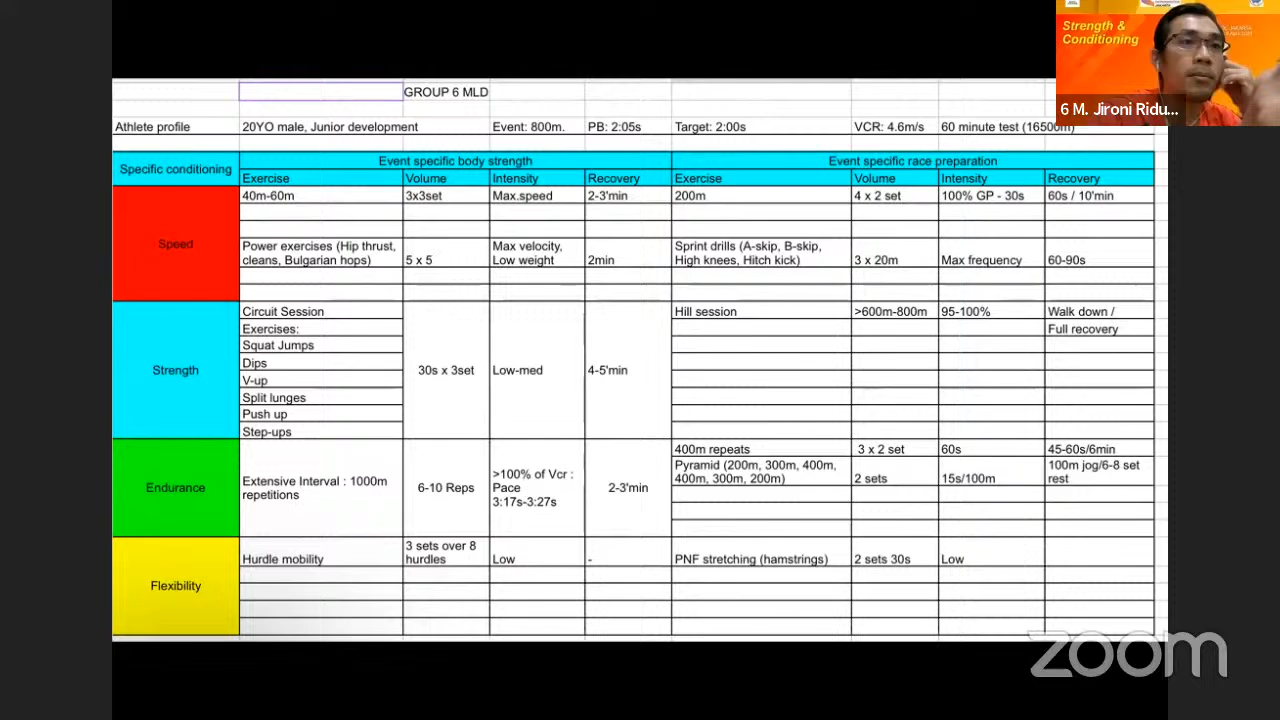 Strength &
Conditioning
6 M. Jironi Ridu...
GROUP 6 MLD
Athlete profile 20YO male, Junior development Event: 800m. PB: 2:05s Target: 2:00s VCR: 4.6m/s 60 minute test (16500m)
Specific conditioning
Event specific body strength Event specific race preparation
Exercise Volume Intensity Recovery Exercise Volume Intensity Recovery
Speed
40m-60m 3x3set Max.speed 2-3'min 200m 4 x 2 set 100% GP - 30s 60s / 10'min
Power exercises (Hip thrust, Max velocity, Sprint drills (A-skip, B-skip,
cleans, Bulgarian hops) 5 x 5 Low weight 2min High knees, Hitch kick) 3 x 20m Max frequency 60-90s
Strength
Circuit Session Hill session >600m-800m 95-100% Walk down /
Exercises: Full recovery
Squat Jumps
Dips
30s x 3set Low-med 4-5'min
V-up
Split lunges
Push up
Step-ups
Endurance
400m repeats 3 x 2 set 60s 45-60s/6min
Extensive Interval : 1000m
repetitions
6-10 Reps
>100% of Vcr :
Pace
3:17s-3:27s
2-3'min
Pyramid (200m, 300m, 400m, 100m jog/6-8 set
400m, 300m, 200m) 2 sets 15s/100m rest
Flexibility
3 sets over 8
Hurdle mobility hurdles Low - PNF stretching (hamstrings) 2 sets 30s Low
zoom